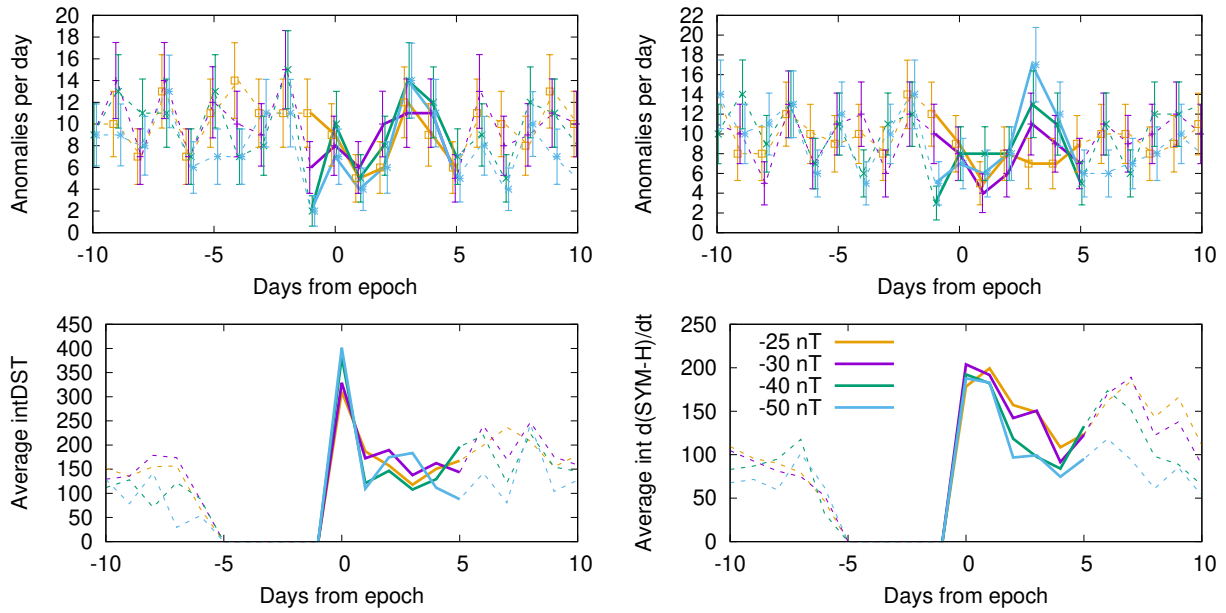 Anomalies per day
20
18
16
14
12
10
8
6
4
2
0
-10 -5 0 5 10
Days from epoch
Anomalies per day
22
20
18
16
14
12
10
8
6
4
2
0
-10 -5 0 5 10
Days from epoch
Average intDST
450
400
350
300
250
200
150
100
50
0
-10 -5 0 5 10
Days from epoch
Average int d(SYM-H)/dt
250
200
150
100
50
0
-25 nT
-30 nT
-40 nT
-50 nT
-10 -5 0 5 10
Days from epoch